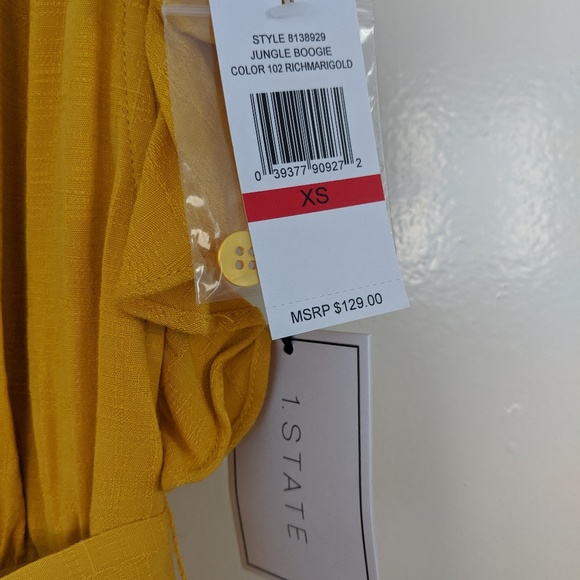 STYLE 8138929
JUNGLE BOOGIE
COLOR 102 RICHMARIGOLD
0 39377 90927 2
XS
MSRP $129.00
1.STATE